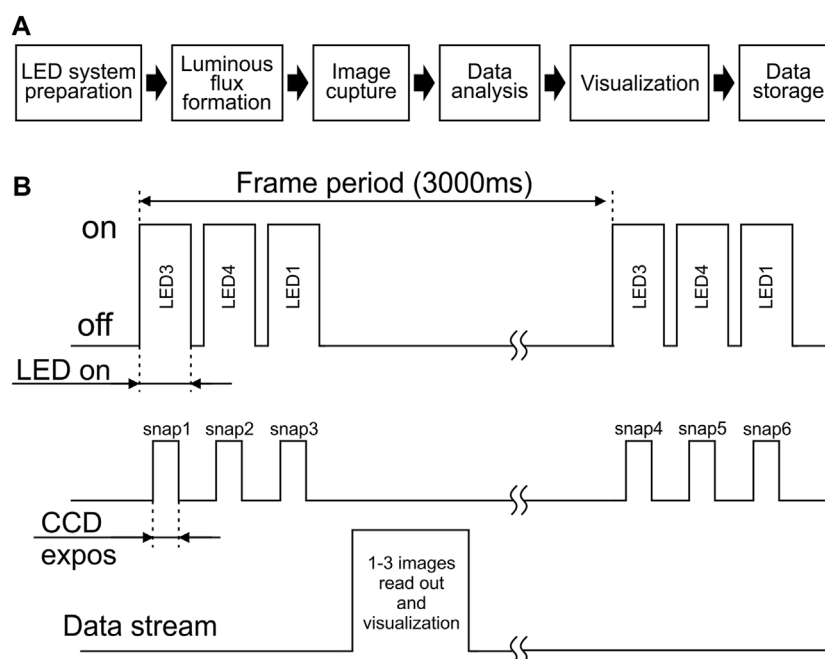 A
LED system
preparation
Luminous
flux
formation
Image
cupture
Data
analysis
Visualization
Data
storage
B
Frame period (3000ms)
on
LED3
LED4
LED1
LED3
LED4
LED1
off
LED on
snap1 snap2 snap3 snap4 snap5 snap6
CCD
expos
1-3 images
read out
and
visualization
Data stream